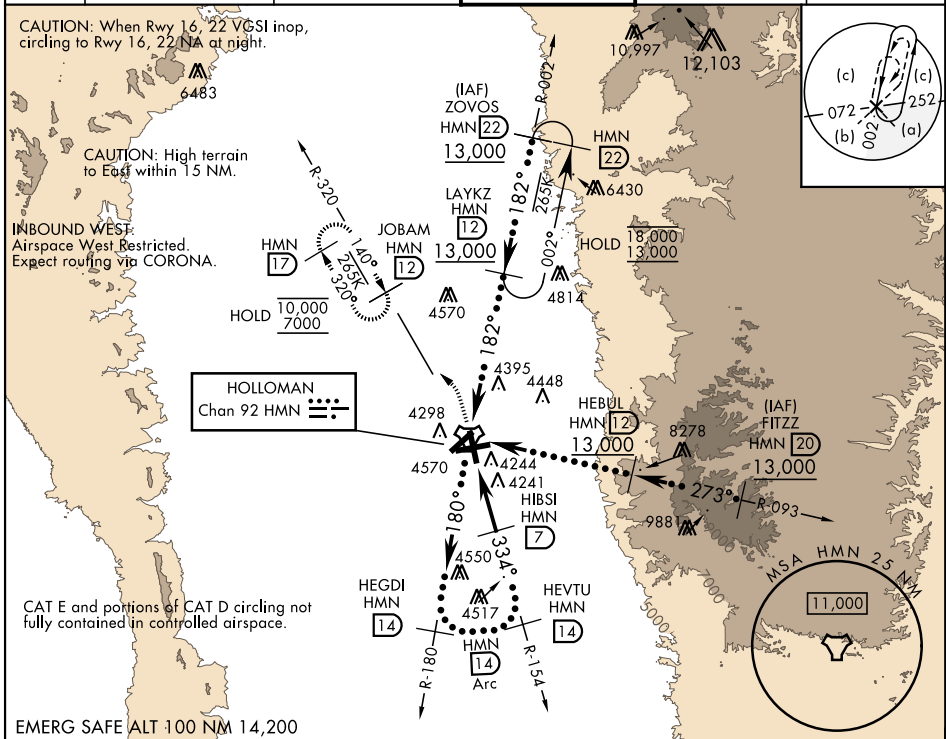 CAUTION: When Rwy 16, 22 VGSI inop,
circling to Rwy 16, 22 NA at night.
6483
10,997
12,103
(c)
(c)
072
252
(b)
(a)
002
(IAF)
ZOVOS
HMN 22
13,000
R-002
HMN
22
6430
CAUTION: High terrain
to East within 15 NM.
R-320
182°
265K
002°
LAYKZ
HMN
12
13,000
HOLD
18,000
13,000
INBOUND WEST:
Airspace West Restricted.
Expect routing via CORONA.
HMN
17
140°
265K
320°
JOBAM
HMN
12
HOLD
10,000
7000
4570
4814
182°
HOLLOMAN
Chan 92 HMN
4395
4448
4298
4570
4244
4241
HEBUL
HMN 12
13,000
8278
(IAF)
FITZZ
HMN 20
13,000
273°
R-093
9881
180°
HIBSI
HMN
7
334°
4550
4517
HEGDI
HMN
14
HEVTU
HMN
14
HMN
14
Arc
R-180
R-154
MSA HMN 25 NM
11,000
CAT E and portions of CAT D circling not
fully contained in controlled airspace.
EMERG SAFE ALT 100 NM 14,200